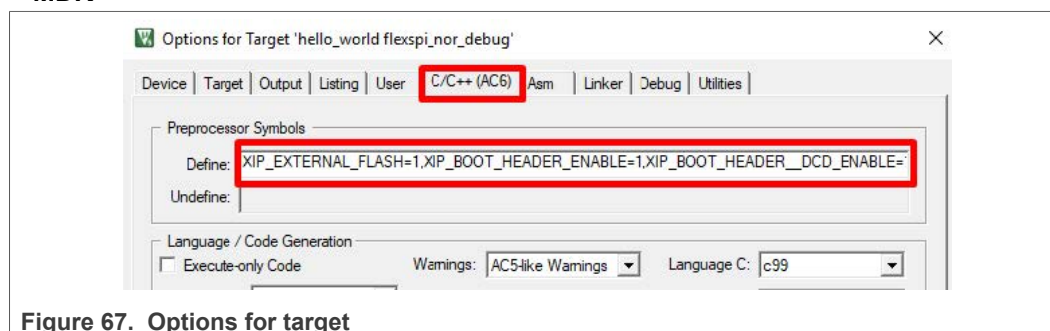 Options for Target 'hello_world flexspi_nor_debug'
Device Target Output Listing User C/C++ (AC6) Asm Linker Debug Utilities
Preprocessor Symbols
Define: XIP_EXTERNAL_FLASH=1,XIP_BOOT_HEADER_ENABLE=1,XIP_BOOT_HEADER__DCD_ENABLE=
Undefine:
Language / Code Generation
Execute-only Code Warnings: AC5-like Warnings Language C: c99
Figure 67. Options for target